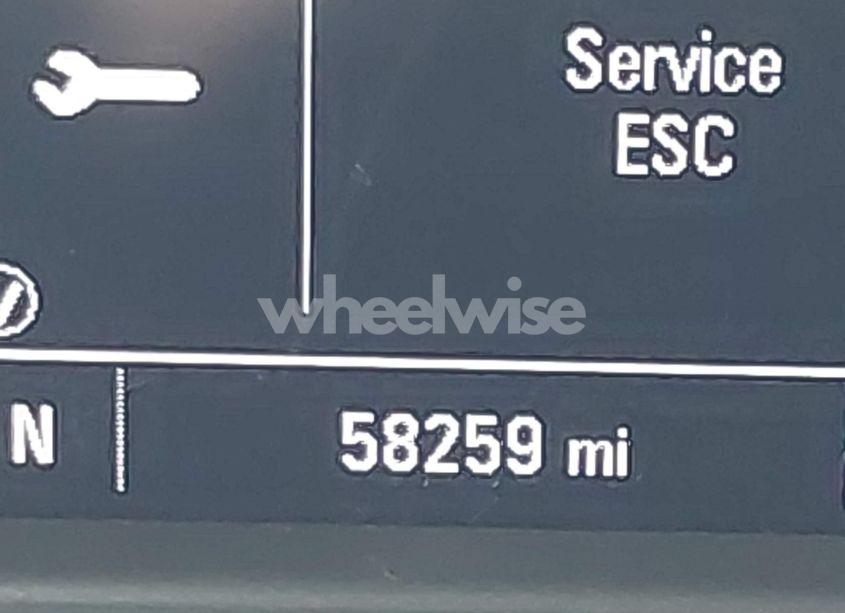 Service
ESC
wheelwise
N
58259 mi